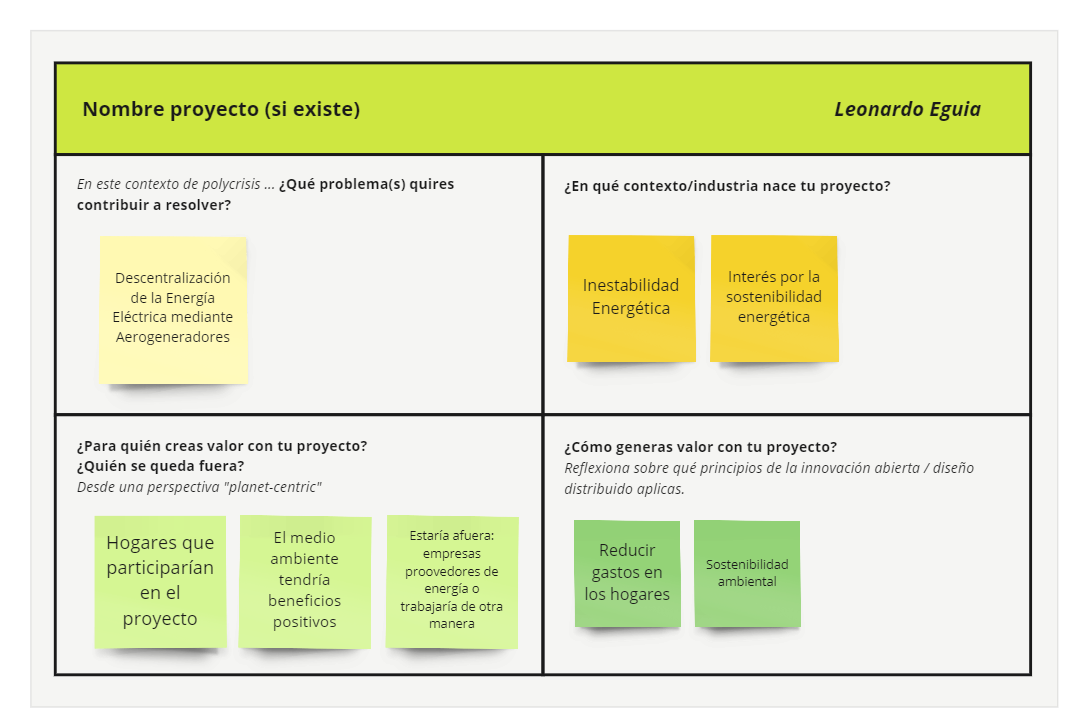 Nombre proyecto (si existe)
Leonardo Eguia
En este contexto de polycrisis ... ¿Qué problema(s) quires
contribuir a resolver?
Descentralización
de la Energía
Eléctrica mediante
Aerogeneradores
¿En qué contexto/industria nace tu proyecto?
Inestabilidad
Energética
Interés por la
sostenibilidad
energética
¿Para quién creas valor con tu proyecto?
¿Quién se queda fuera?
Desde una perspectiva "planet-centric"
Hogares que
participarían
en el
proyecto
El medio
ambiente
tendría
beneficios
positivos
Estaría afuera:
empresas
proovedores de
energía o
trabajaría de otra
manera
¿Cómo generas valor con tu proyecto?
Reflexiona sobre qué principios de la innovación abierta / diseño
distribuido aplicas.
Reducir
gastos en
los hogares
Sostenibilidad
ambiental